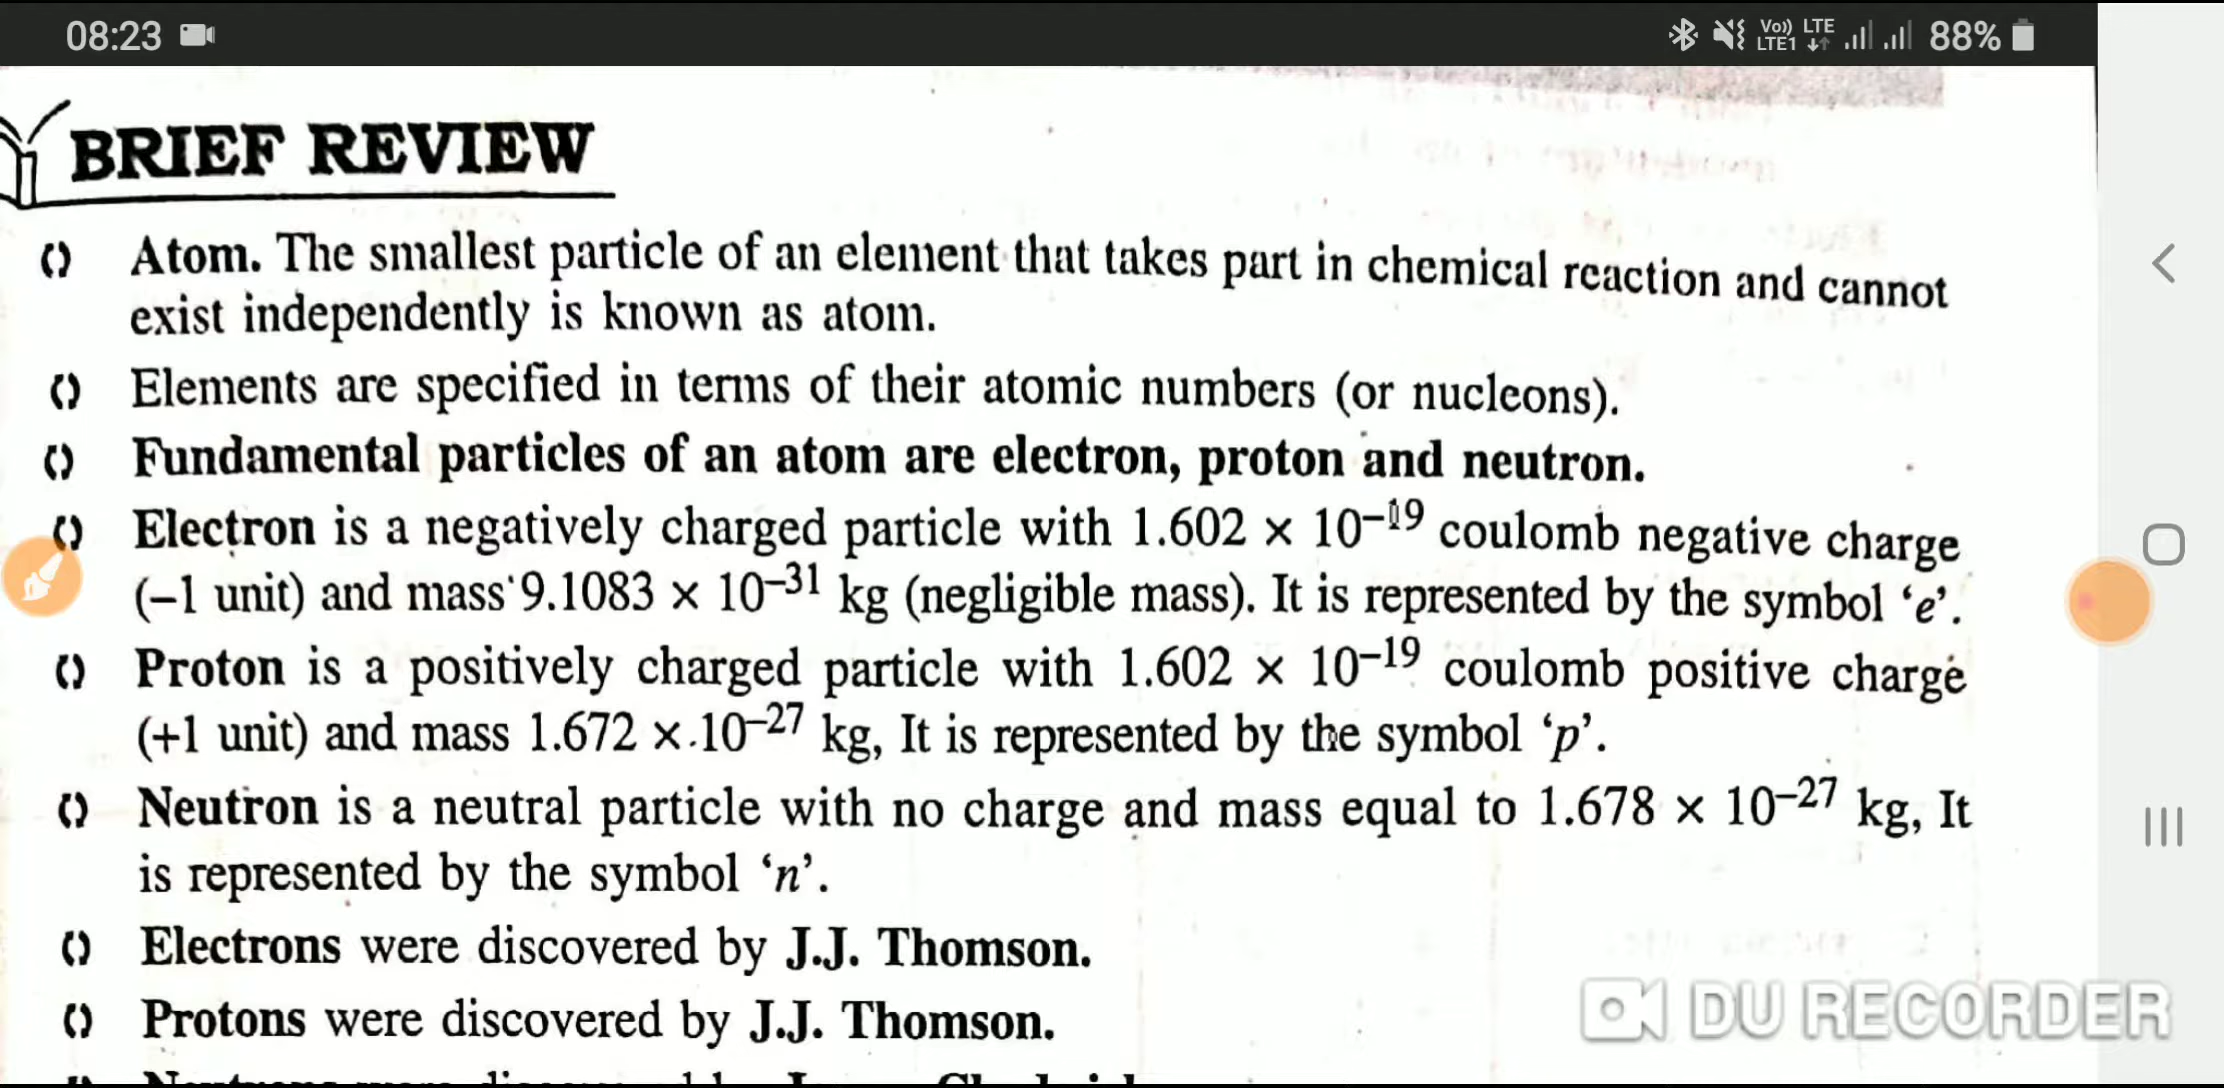 08:23 Vo)) LTE 88%
LTE1
BRIEF REVIEW
Atom. The smallest particle of an element that takes part in chemical reaction and cannot
exist independently is known as atom.
Elements are specified in terms of their atomic numbers (or nucleons).
Fundamental particles of an atom are electron, proton and neutron.
Electron is a negatively charged particle with 1.602 × 10⁻¹⁹ coulomb negative charge
(−1 unit) and mass 9.1083 × 10⁻³¹ kg (negligible mass). It is represented by the symbol ‘e’.
Proton is a positively charged particle with 1.602 × 10⁻¹⁹ coulomb positive charge
(+1 unit) and mass 1.672 × 10⁻²⁷ kg, It is represented by the symbol ‘p’.
Neutron is a neutral particle with no charge and mass equal to 1.678 × 10⁻²⁷ kg, It
is represented by the symbol ‘n’.
Electrons were discovered by J.J. Thomson.
Protons were discovered by J.J. Thomson.
DU RECORDER